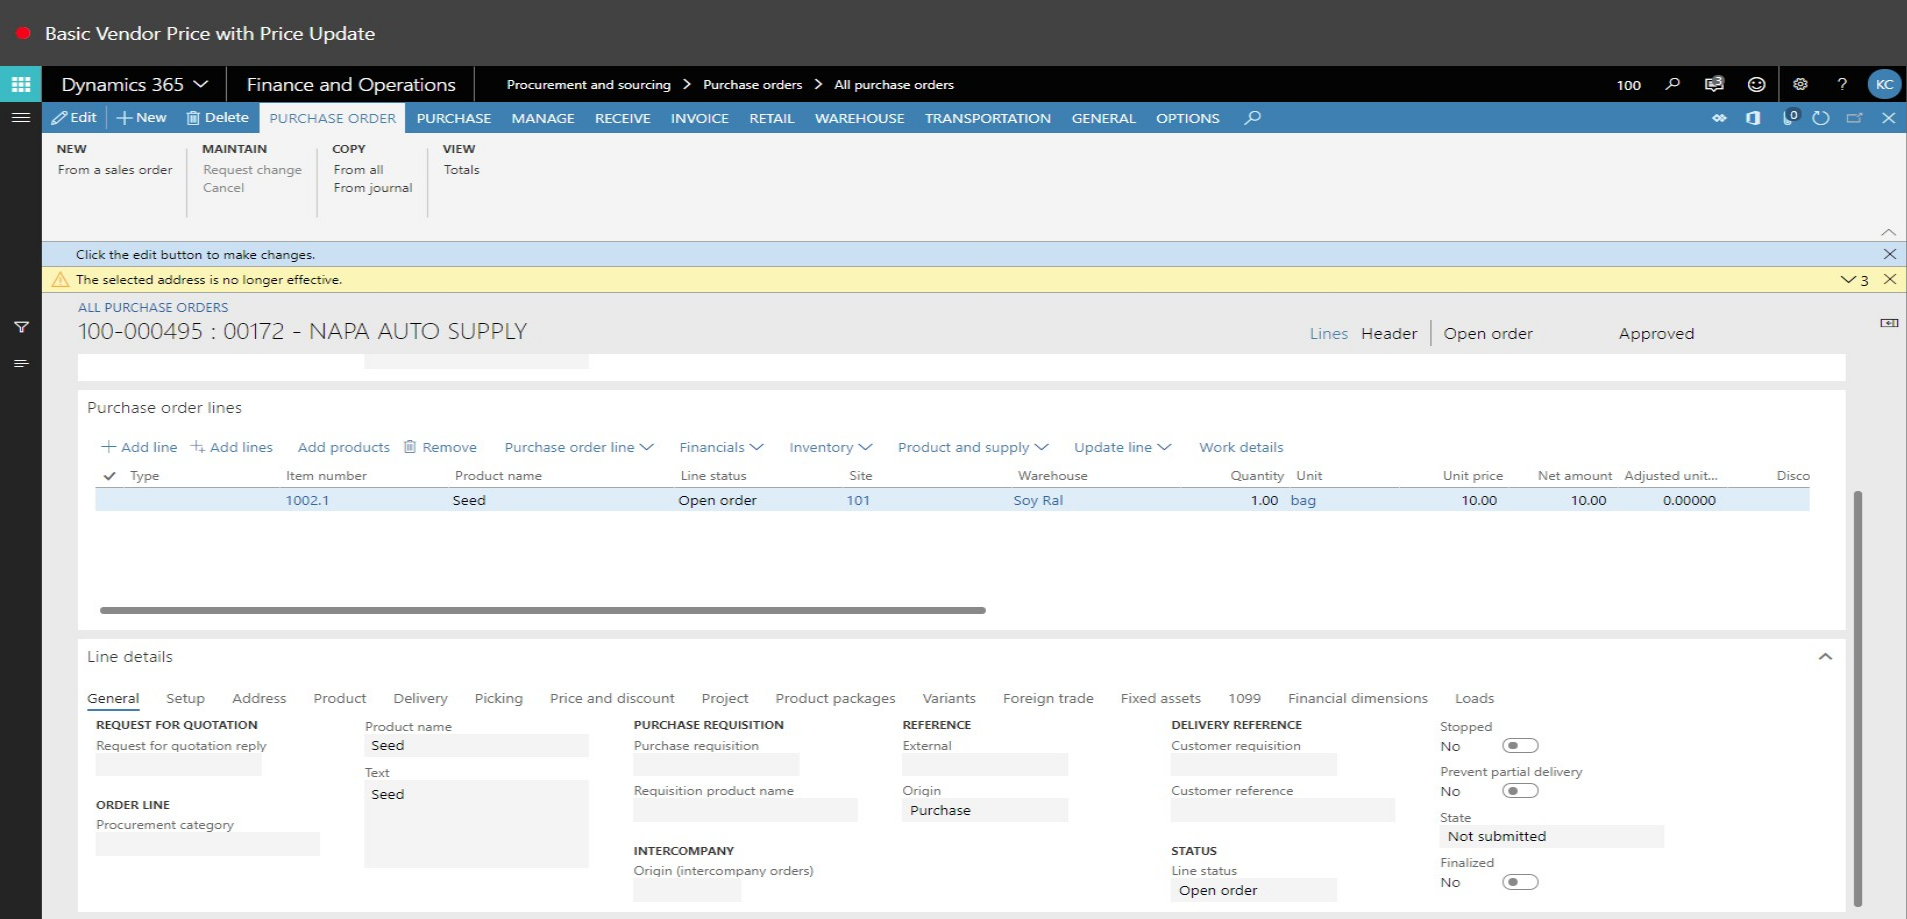 Basic Vendor Price with Price Update
Dynamics 365 Finance and Operations Procurement and sourcing > Purchase orders > All purchase orders 100 3 ? KC
Edit New Delete PURCHASE ORDER PURCHASE MANAGE RECEIVE INVOICE RETAIL WAREHOUSE TRANSPORTATION GENERAL OPTIONS 0
NEW MAINTAIN COPY VIEW
From a sales order Request change From all Totals
Cancel From journal
Click the edit button to make changes.
The selected address is no longer effective. 3
ALL PURCHASE ORDERS
100-000495 : 00172 - NAPA AUTO SUPPLY Lines Header Open order Approved
Purchase order lines
Add line Add lines Add products Remove Purchase order line Financials Inventory Product and supply Update line Work details
Type Item number Product name Line status Site Warehouse Quantity Unit Unit price Net amount Adjusted unit... Disco
1002.1 Seed Open order 101 Soy Ral 1.00 bag 10.00 10.00 0.00000
Line details
General Setup Address Product Delivery Picking Price and discount Project Product packages Variants Foreign trade Fixed assets 1099 Financial dimensions Loads
REQUEST FOR QUOTATION
Request for quotation reply
ORDER LINE
Procurement category
Product name
Seed
Text
Seed
PURCHASE REQUISITION
Purchase requisition
Requisition product name
INTERCOMPANY
Origin (intercompany orders)
REFERENCE
External
Origin
Purchase
DELIVERY REFERENCE
Customer requisition
Customer reference
STATUS
Line status
Open order
Stopped
No
Prevent partial delivery
No
State
Not submitted
Finalized
No